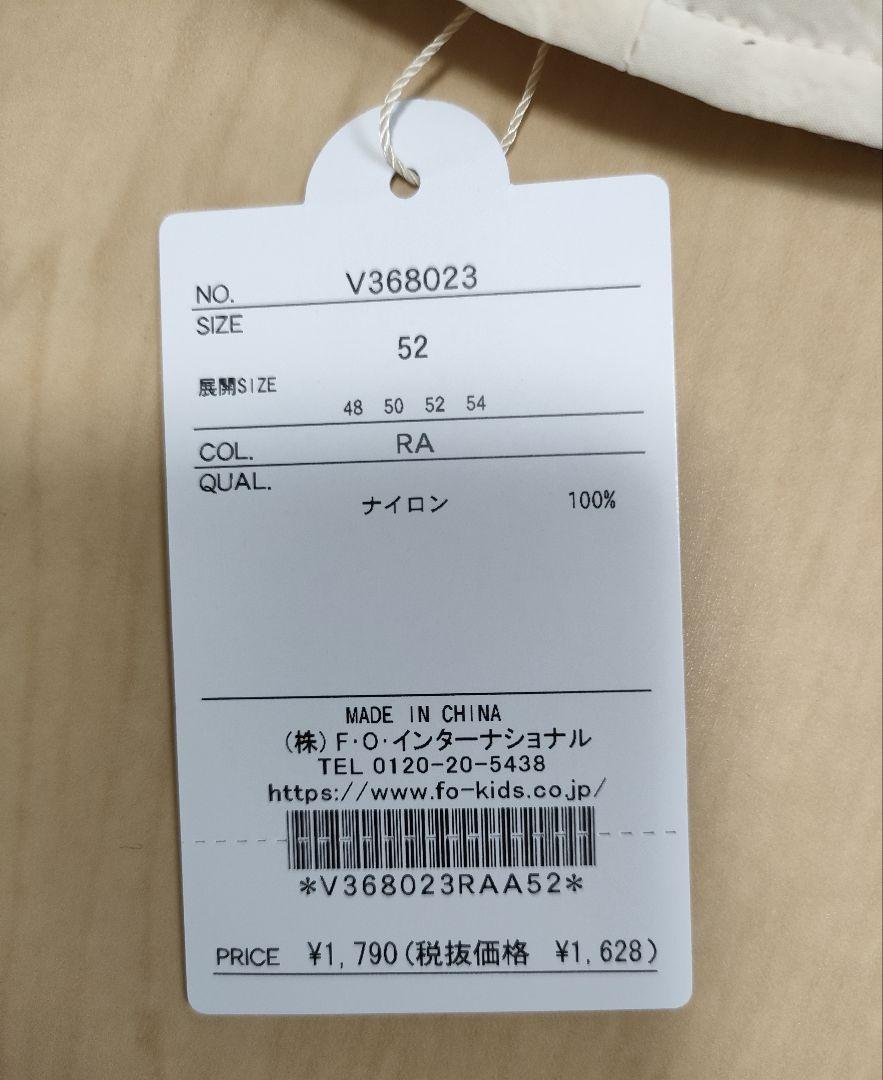 NO. V368023
SIZE
52
展開SIZE
48 50 52 54
COL. RA
QUAL.
ナイロン 100%
MADE IN CHINA
(株)F・O・インターナショナル
TEL 0120-20-5438
https://www.fo-kids.co.jp/
*V368023RAA52*
PRICE ¥1,790(税抜価格 ¥1,628)